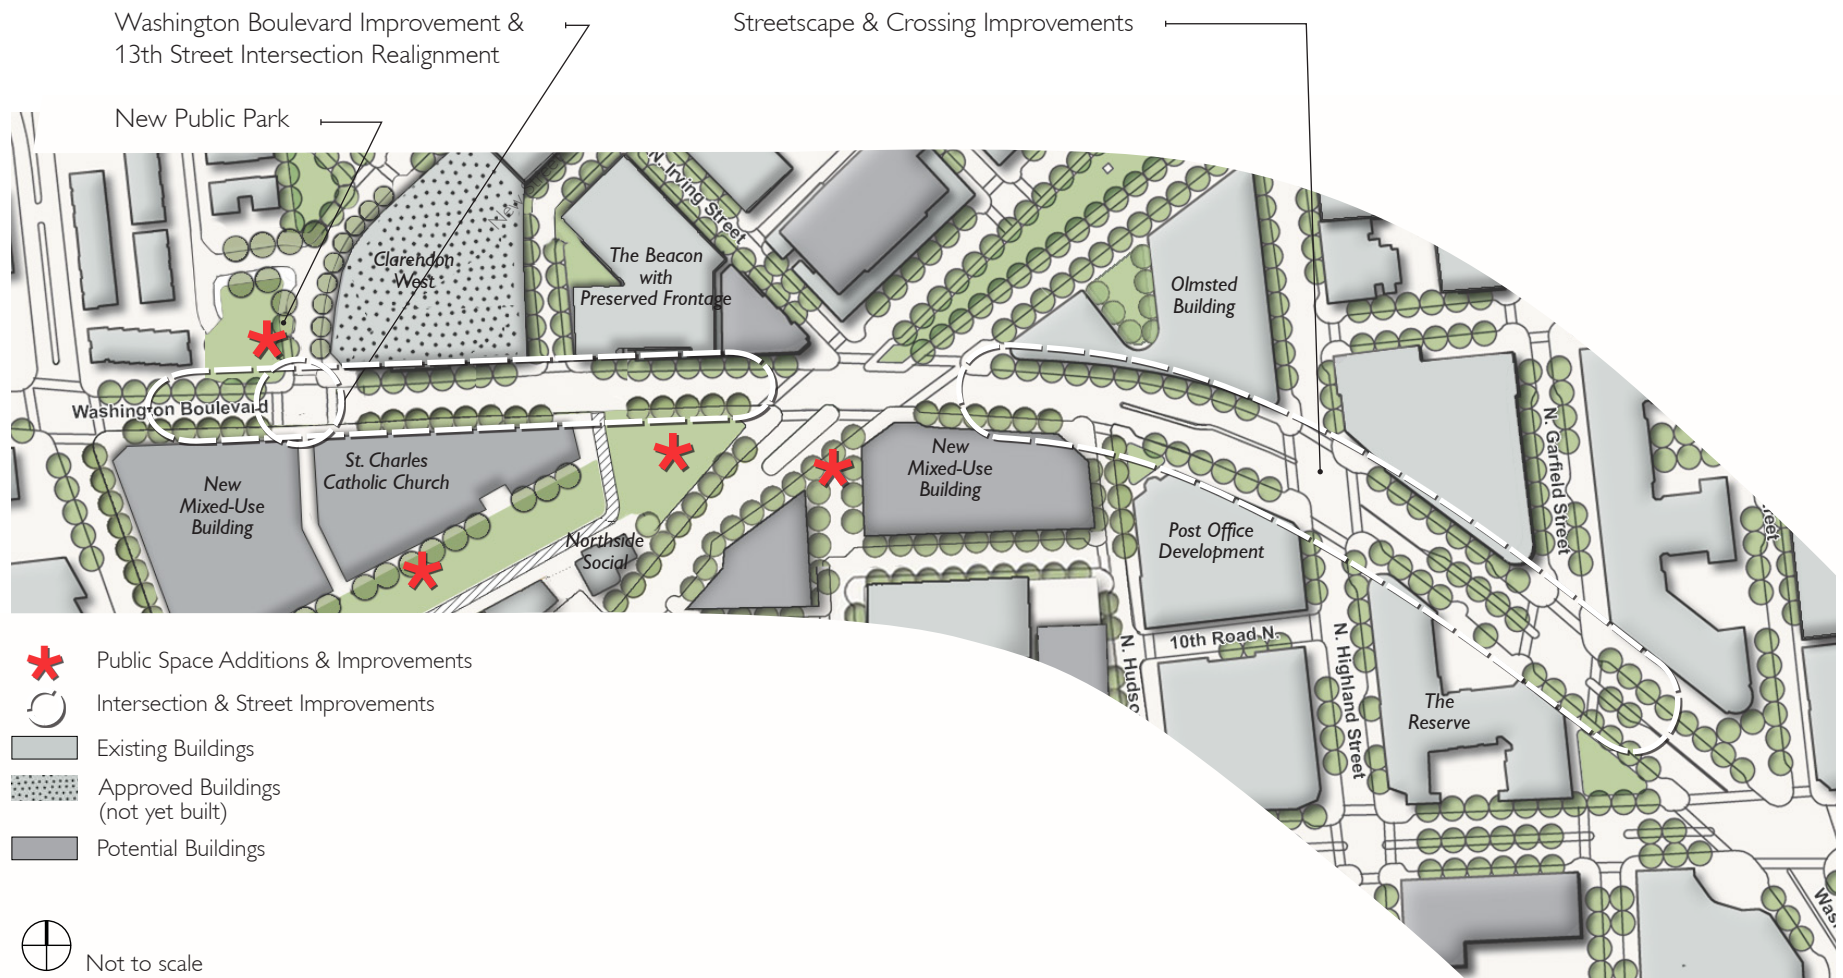 Washington Boulevard Improvement &
13th Street Intersection Realignment
Streetscape & Crossing Improvements
New Public Park
N. Irving Street
New
Clarendon
West
The Beacon
with
Preserved Frontage
Olmsted
Building
Washington Boulevard
St. Charles
Catholic Church
New
Mixed-Use
Building
New
Mixed-Use
Building
N. Garfield Street
Northside
Social
Post Office
Development
10th Road N.
N. Hudso
N. Highland Street
The
Reserve
Public Space Additions & Improvements
Intersection & Street Improvements
Existing Buildings
Approved Buildings
(not yet built)
Potential Buildings
Not to scale